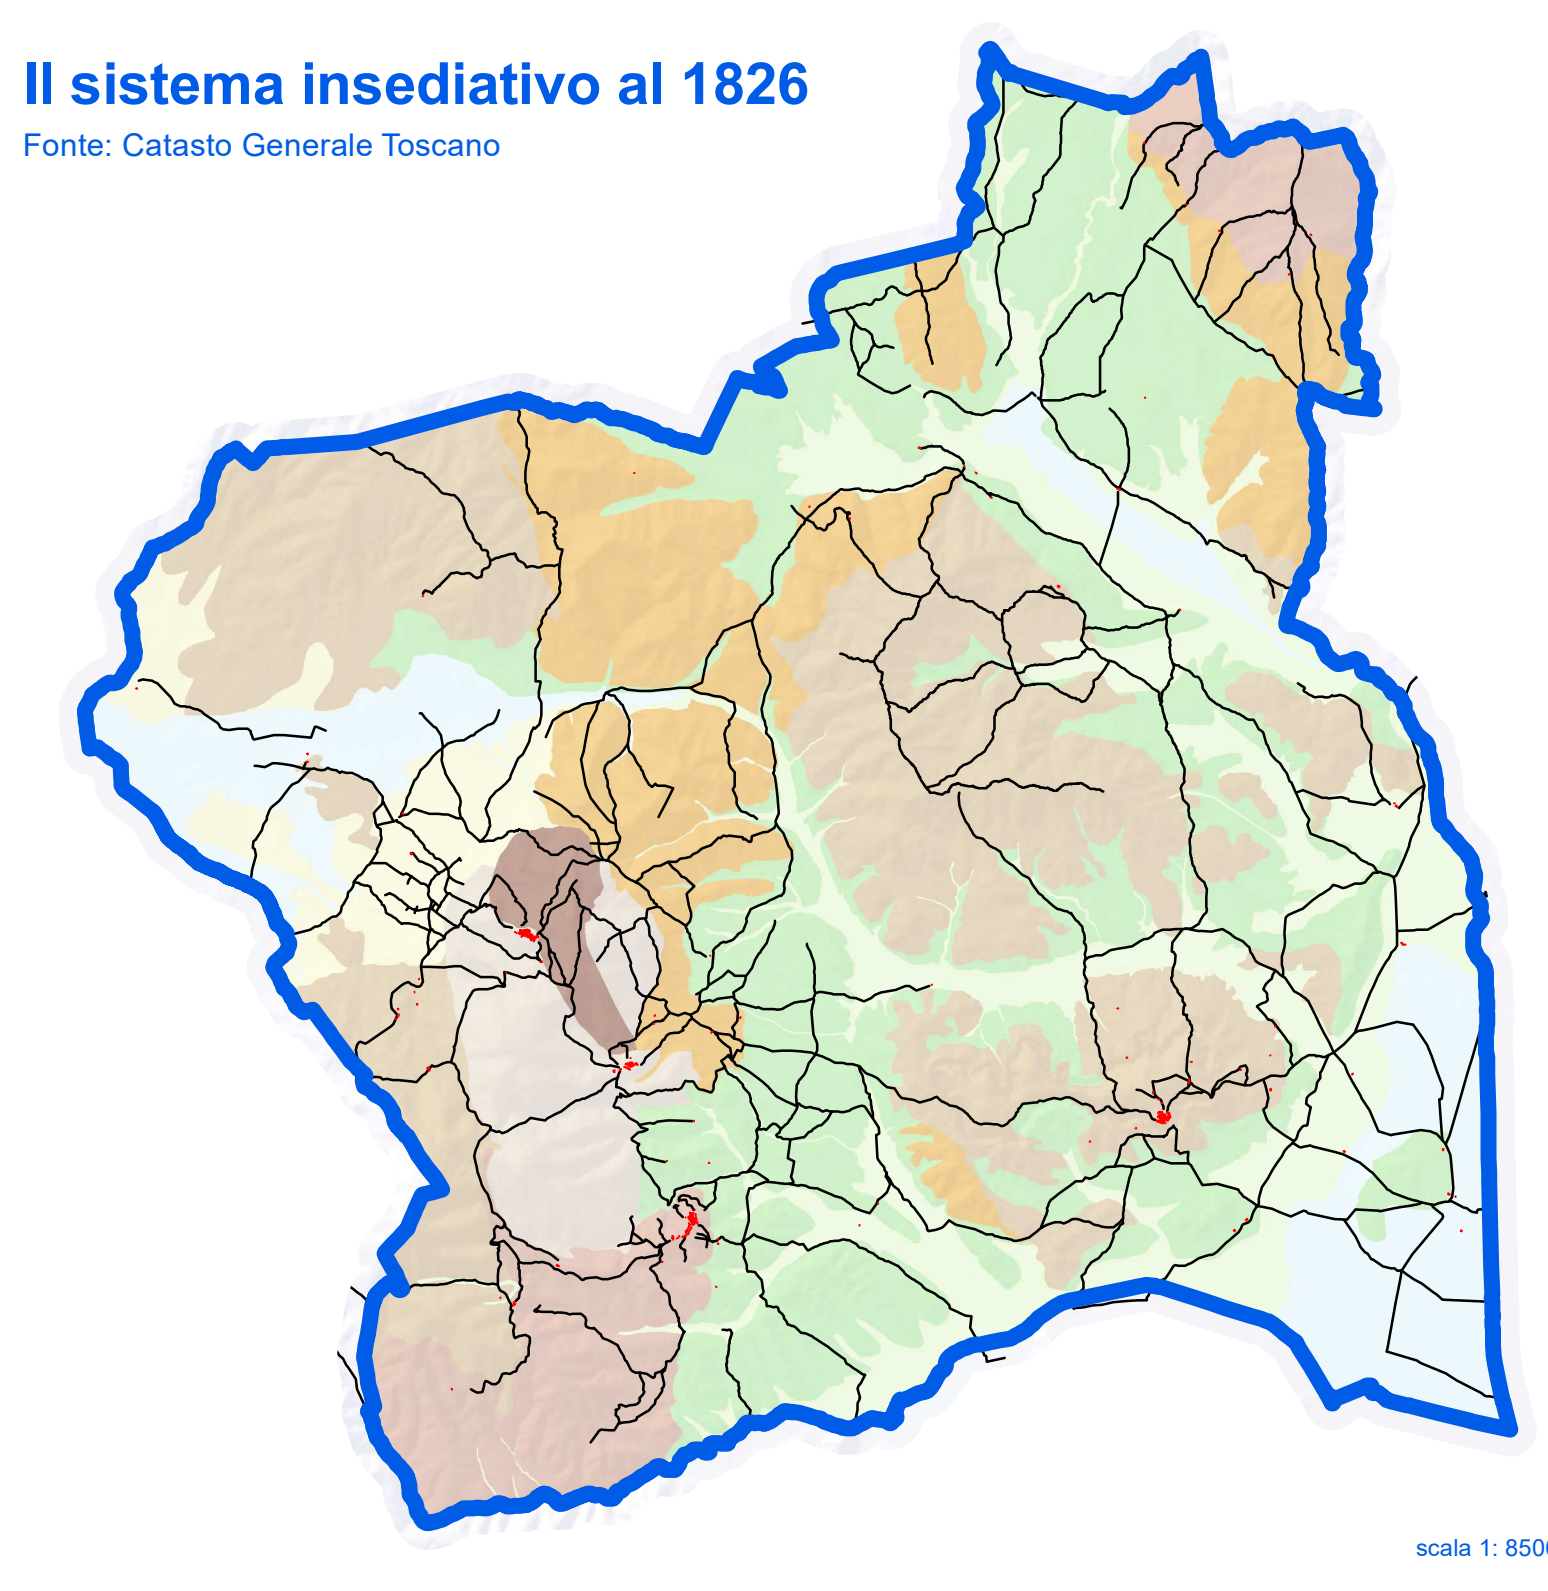 Il sistema insediativo al 1826
Fonte: Catasto Generale Toscano
scala 1: 850